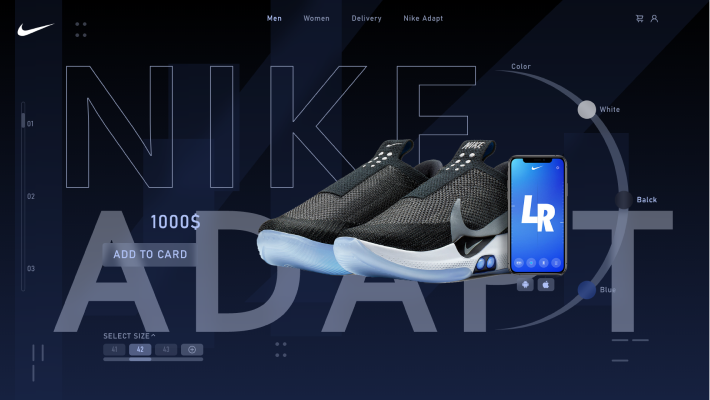 Men Women Delivery Nike Adapt
NIKE
Color
White
01
NIKE
LR
02
Balck
1000$
ADAPT
ADD TO CARD
03
Blue
SELECT SIZE
41 42 43